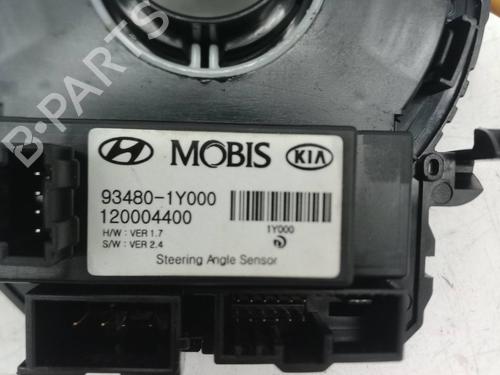 B-PARTS
MOBIS KIA
93480-1Y000
120004400
H/W : VER 1.7
S/W : VER 2.4
1Y000
Steering Angle Sensor